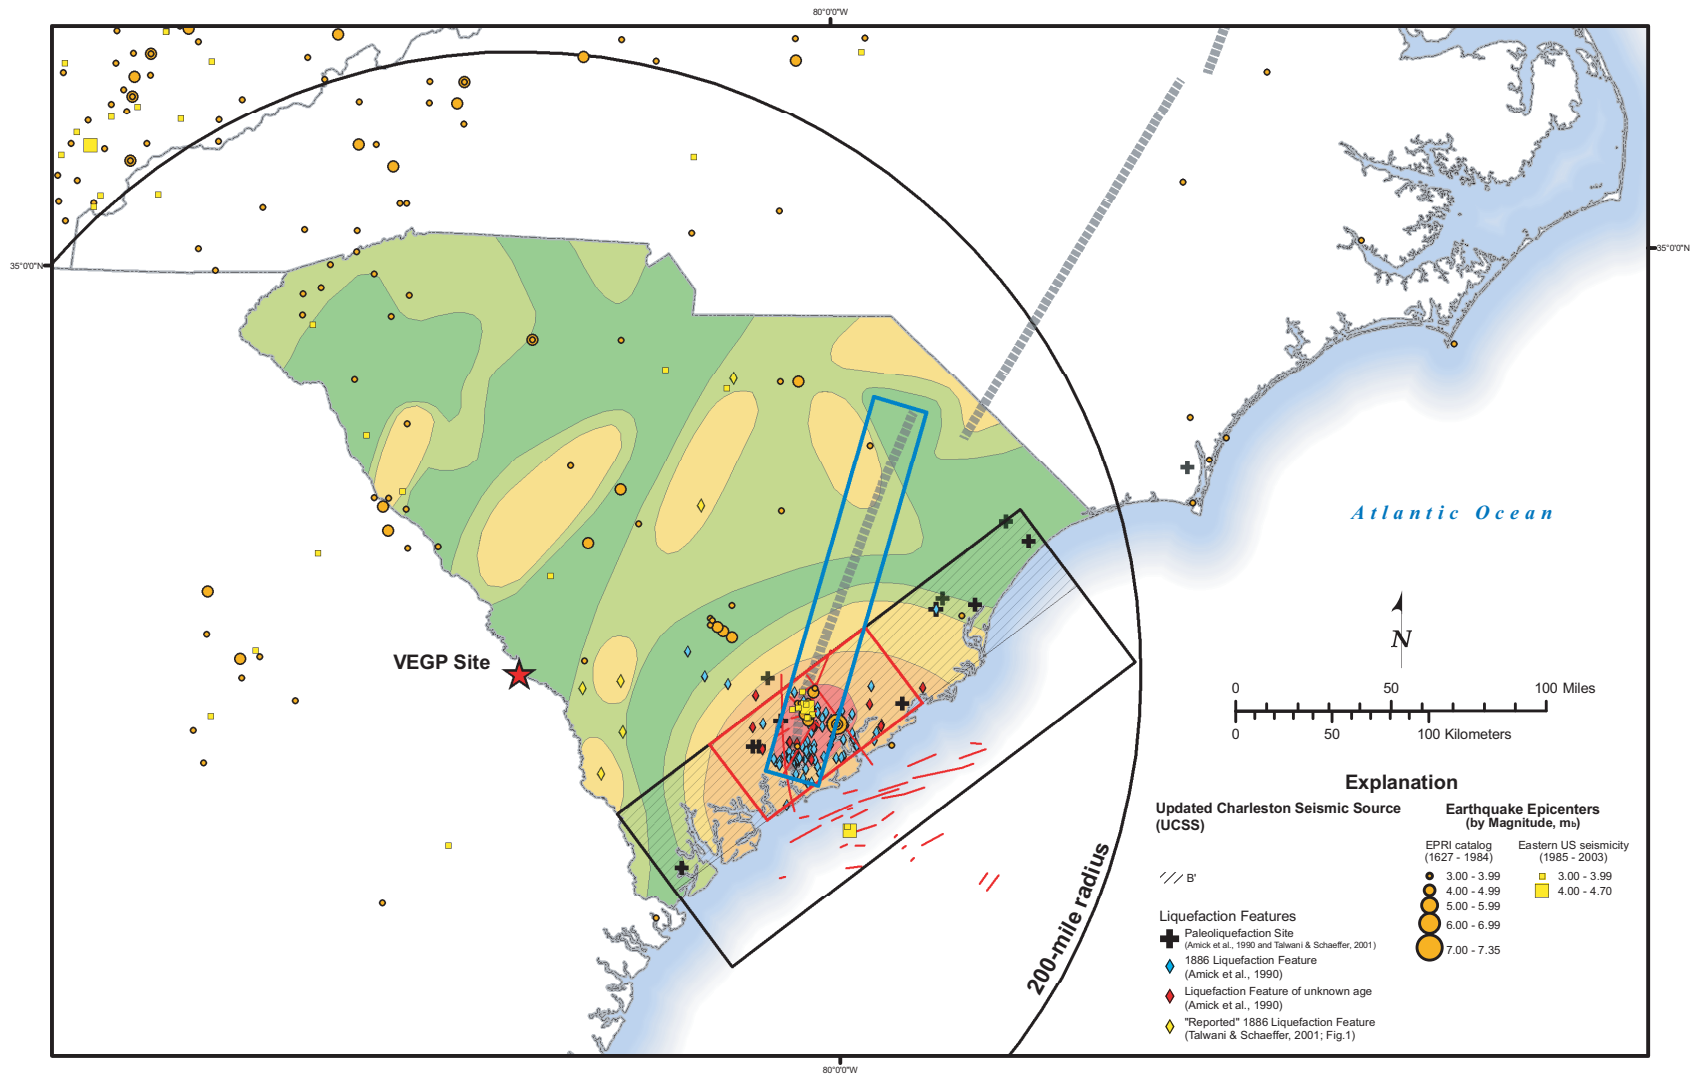 80°0'0"W
35°0'0"N
35°0'0"N
Atlantic Ocean
N
VEGP Site
0 50 100 Miles
0 50 100 Kilometers
200-mile radius
Explanation
Updated Charleston Seismic Source
(UCSS)
B'
Liquefaction Features
Paleoliquefaction Site
(Amick et al., 1990 and Talwani & Schaeffer, 2001)
1886 Liquefaction Feature
(Amick et al., 1990)
Liquefaction Feature of unknown age
(Amick et al., 1990)
"Reported" 1886 Liquefaction Feature
(Talwani & Schaeffer, 2001; Fig.1)
Earthquake Epicenters
(by Magnitude, mb)
EPRI catalog
(1627 - 1984)
3.00 - 3.99
4.00 - 4.99
5.00 - 5.99
6.00 - 6.99
7.00 - 7.35
Eastern US seismicity
(1985 - 2003)
3.00 - 3.99
4.00 - 4.70
80°0'0"W